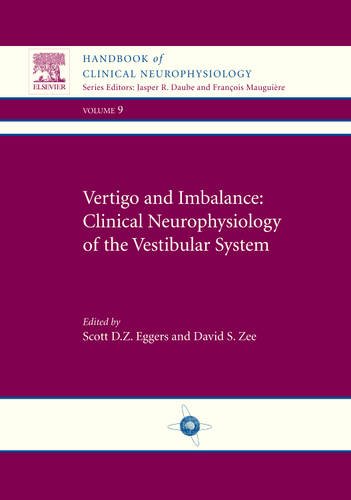 HANDBOOK of
CLINICAL NEUROPHYSIOLOGY
Series Editors: Jasper R. Daube and François Mauguière
ELSEVIER
VOLUME 9
Vertigo and Imbalance:
Clinical Neurophysiology
of the Vestibular System
Edited by
Scott D.Z. Eggers and David S. Zee